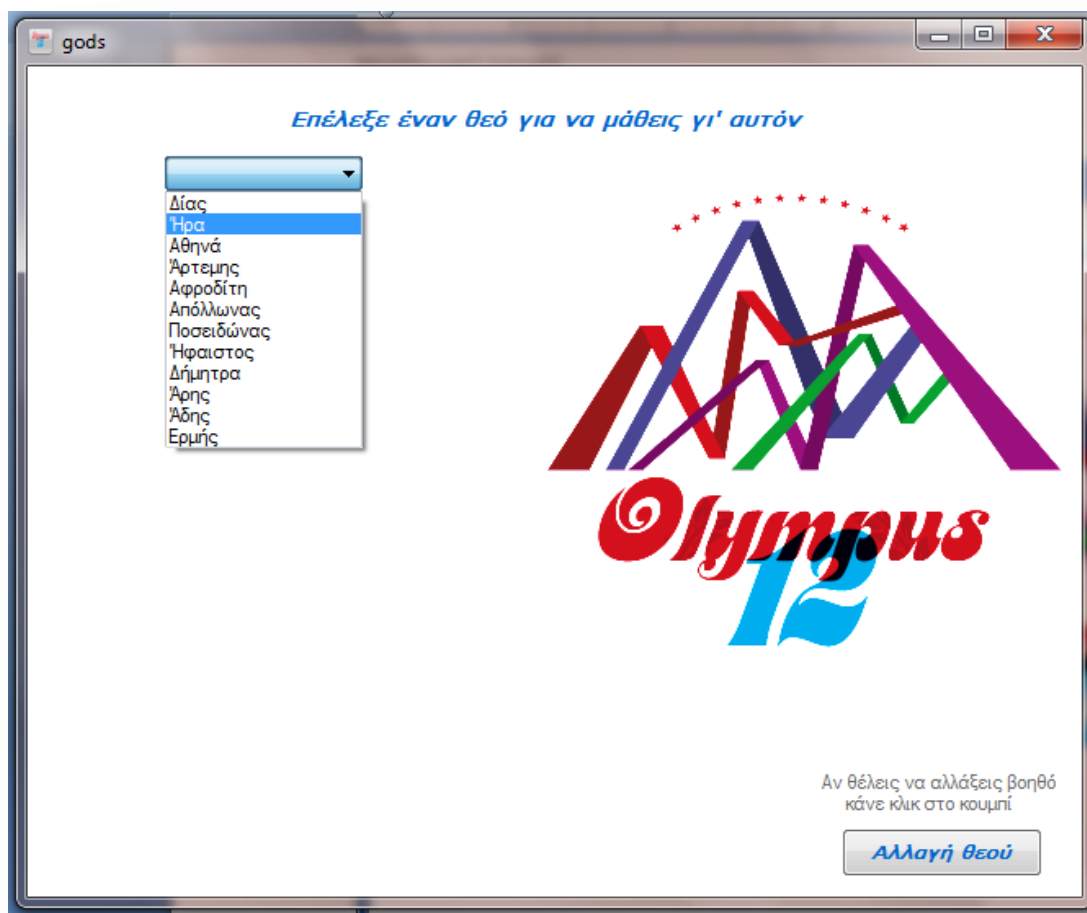 gods
Επέλεξε έναν θεό για να μάθεις γι' αυτόν
Δίας
Ήρα
Αθηνά
Άρτεμης
Αφροδίτη
Απόλλωνας
Ποσειδώνας
Ήφαιστος
Δήμητρα
Άρης
Άδης
Ερμής
Olympus
12
Αν θέλεις να αλλάξεις βοηθό
κάνε κλικ στο κουμπί
Αλλαγή θεού